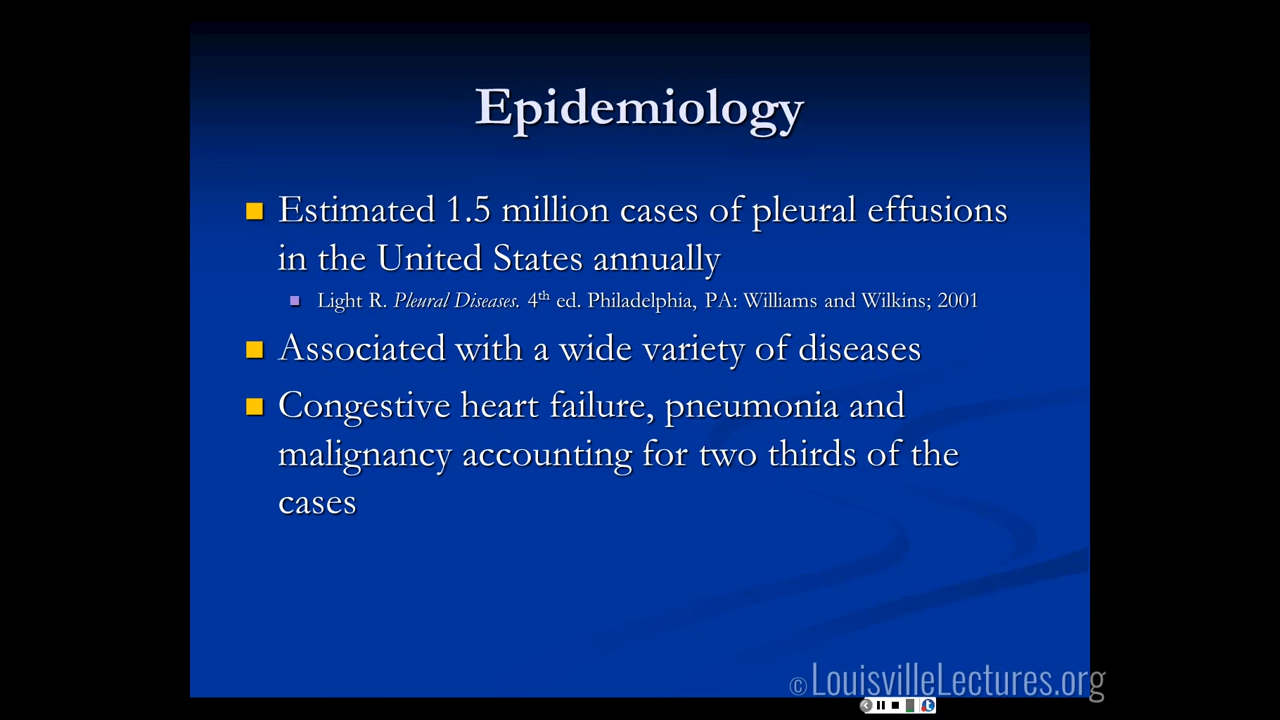 Epidemiology
Estimated 1.5 million cases of pleural effusions
in the United States annually
Light R. Pleural Diseases. 4th ed. Philadelphia, PA: Williams and Wilkins; 2001
Associated with a wide variety of diseases
Congestive heart failure, pneumonia and
malignancy accounting for two thirds of the
cases
© LouisvilleLectures.org